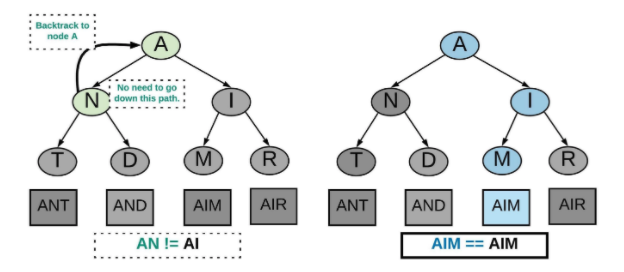 Backtrack to
node A
A
A
No need to go
down this path.
N
I
N
I
T
D
M
R
T
D
M
R
ANT
AND
AIM
AIR
ANT
AND
AIM
AIR
AN != AI
AIM == AIM